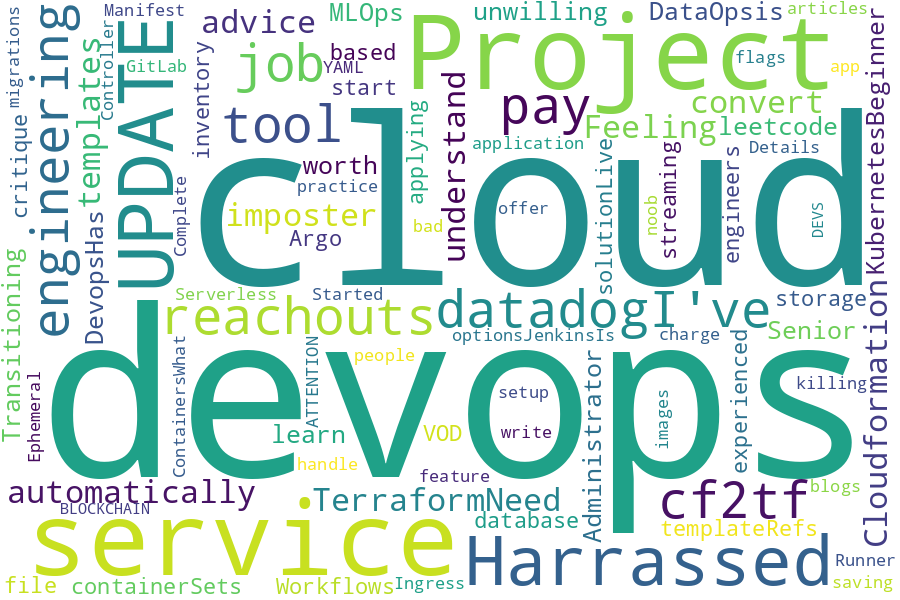 migrations
critique
engineering
templates
Manifest
Controller
GitLab
UPDATE
advice
inventory
job
MLOps
based
YAML
start
Project
unwilling
DataOpsis
articles
flags
app
tool
pay
convert
Feeling
leetcode
understand
applying
application
Details
KubernetesBeginner
cloud
worth
practice
imposter
Argo
bad
offer
solutionLive
noob
streaming
engineers
DEVS
Complete
DevopsHas
Transitioning
Serverless
Started
reachouts
datadogI've
storage
optionsJenkinsIs
charge
Senior
Cloudformation
devops
Ephemeral
ContainersWhat
ATTENTION
people
setup
killing
experienced
images
Administrator
learn
VOD
write
handle
feature
automatically
BLOCKCHAIN
TerraformNeed
cf2tf
blogs
service
database
templateRefs
Harrassed
Runner
file
containerSets
Workflows
Ingress
saving